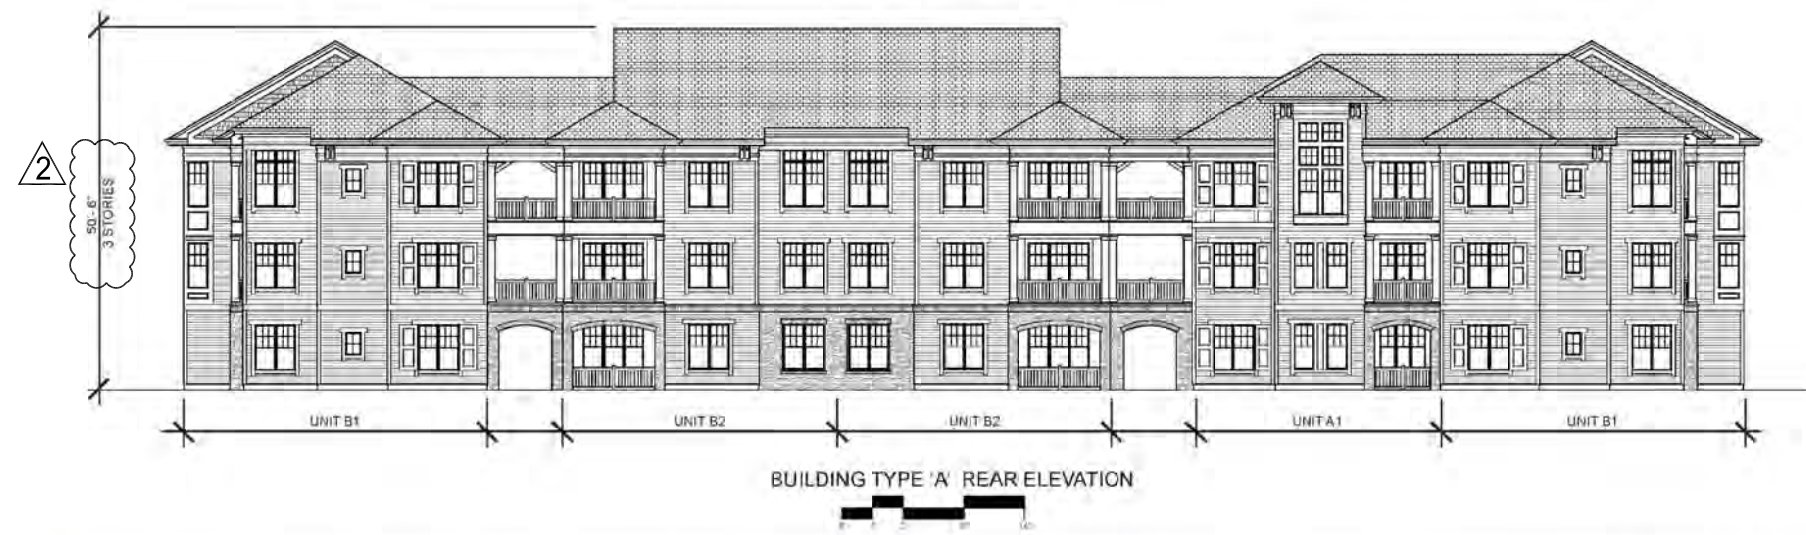 2
50'- 6"
3 STORIES
UNIT B1
UNIT B2
UNIT B2
UNIT A1
UNIT B1
BUILDING TYPE 'A' REAR ELEVATION